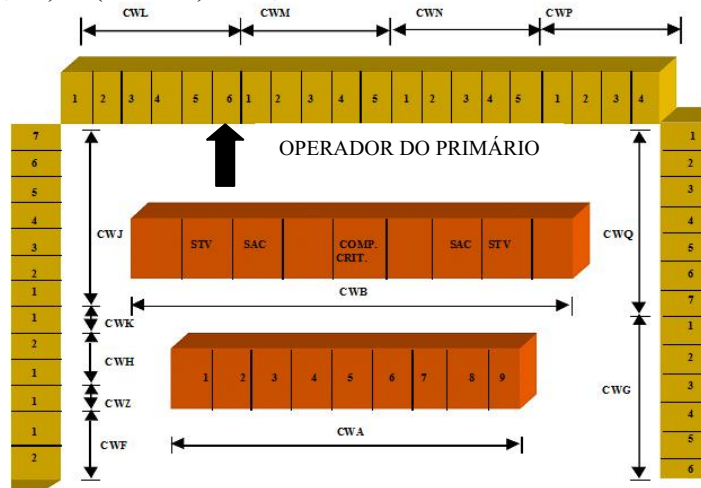 CWL CWM CWN CWP
1 2 3 4 5 6 1 2 3 4 5 1 2 3 4 5 1 2 3 4
OPERADOR DO PRIMÁRIO
7
6
5
4
3
2
1
1
2
1
1
1
2
CWJ
CWK
CWH
CWZ
CWF
STV SAC COMP. SAC STV
CRIT.
CWB
1 2 3 4 5 6 7 8 9
CWA
CWQ
CWG
1
2
3
4
5
6
7
1
2
3
4
5
6